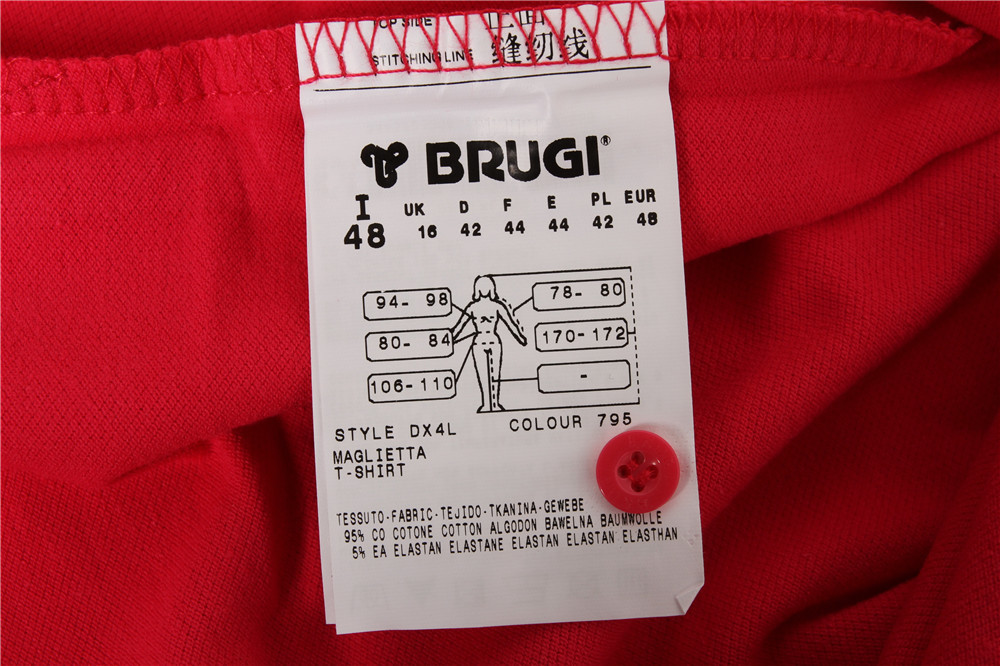 TOP SIDE 正面
STITCHING LINE 缝纫线
BRUGI®
I UK D F E PL EUR
48 16 42 44 44 42 48
94- 98 78- 80
80- 84 170-172
106-110 -
STYLE DX4L COLOUR 795
MAGLIETTA
T-SHIRT
TESSUTO-FABRIC-TEJIDO-TKANINA-GEWEBE
95% CO COTONE COTTON ALGODON BAWELNA BAUMWOLLE
5% EA ELASTAN ELASTANE ELASTAN ELASTAN ELASTHAN